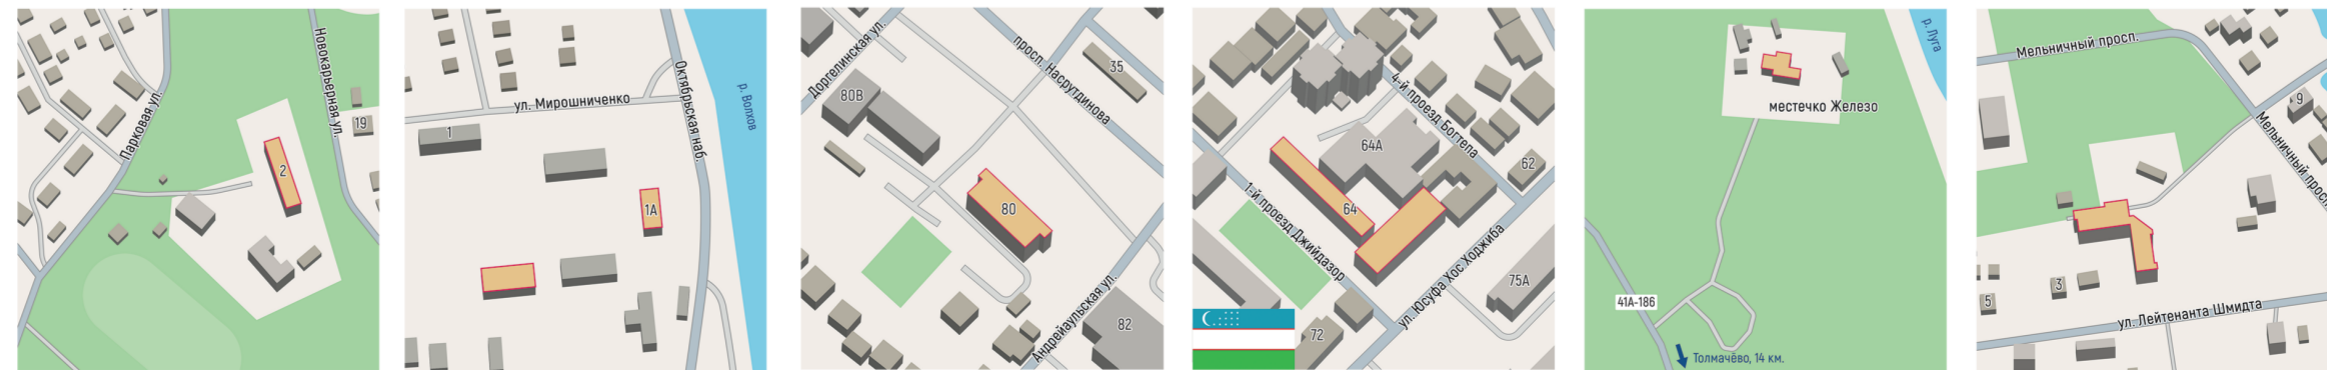 Парковая ул.
Новокарьерная ул.
19
2
ул. Мирошниченко
Октябрьская наб.
р. Волхов
1
1А
Доргелинская ул.
просп. Насрутдинова
35
80В
80
Андрейаульская ул.
82
4-й проезд Богтепа
64А
62
1-й проезд Джийдазор
64
ул. Юсуфа Хос Ходжиба
75А
72
р. Луга
местечко Железо
41А-186
Толмачёво, 14 км.
Мельничный просп.
9
Мельничный просп.
3
5
ул. Лейтенанта Шмидта